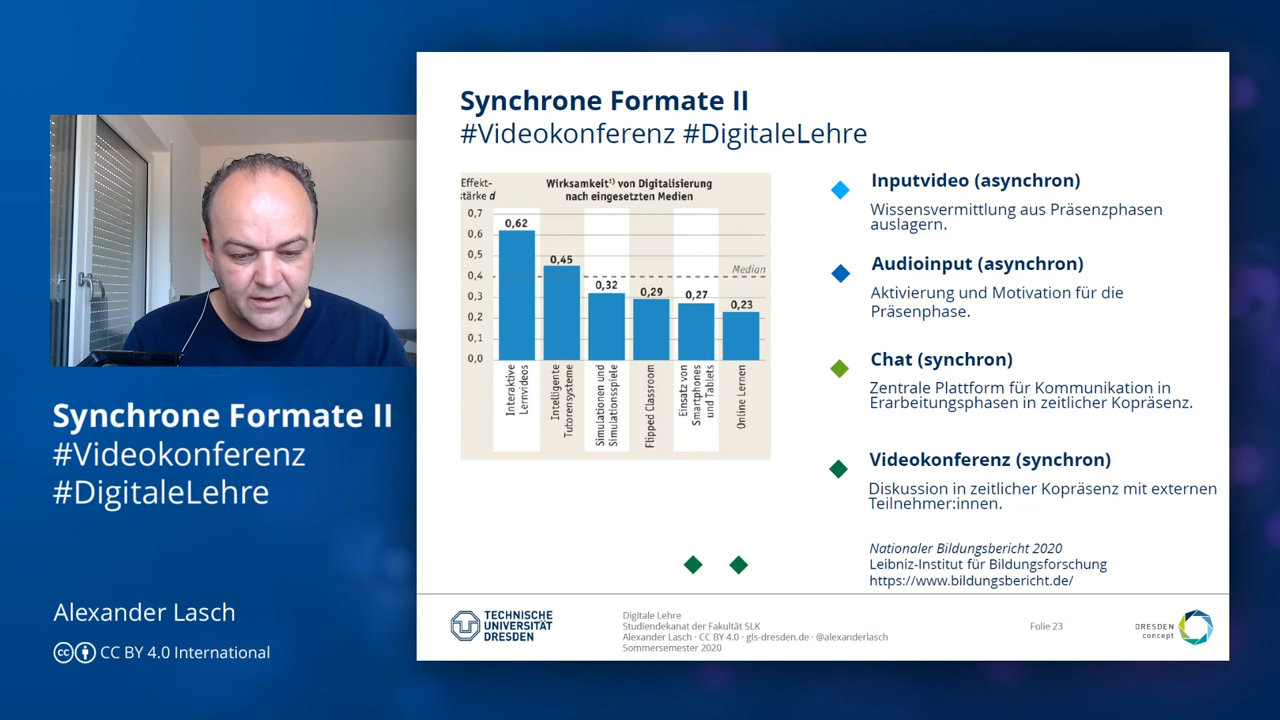 Synchrone Formate II
#Videokonferenz #DigitaleLehre
Effekt-
stärke d
Wirksamkeit¹⁾ von Digitalisierung
nach eingesetzten Medien
0,7
0,6
0,5
0,4
0,3
0,2
0,1
0,0
0,62
0,45
0,32
0,29
0,27
0,23
Median
Interaktive
Lernvideos
Intelligente
Tutorensysteme
Simulationen und
Simulationsspiele
Flipped Classroom
Einsatz von
Smartphones
und Tablets
Online Lernen
Inputvideo (asynchron)
Wissensvermittlung aus Präsenzphasen
auslagern.
Audioinput (asynchron)
Aktivierung und Motivation für die
Präsenphase.
Chat (synchron)
Zentrale Plattform für Kommunikation in
Erarbeitungsphasen in zeitlicher Kopräsenz.
Videokonferenz (synchron)
Diskussion in zeitlicher Kopräsenz mit externen
Teilnehmer:innen.
Nationaler Bildungsbericht 2020
Leibniz-Institut für Bildungsforschung
https://www.bildungsbericht.de/
TECHNISCHE
UNIVERSITÄT
DRESDEN
Digitale Lehre
Studiendekanat der Fakultät SLK
Alexander Lasch · CC BY 4.0 · gls-dresden.de · @alexanderlasch
Sommersemester 2020
Folie 23
DRESDEN
concept
Synchrone Formate II
#Videokonferenz
#DigitaleLehre
Alexander Lasch
cc CC BY 4.0 International